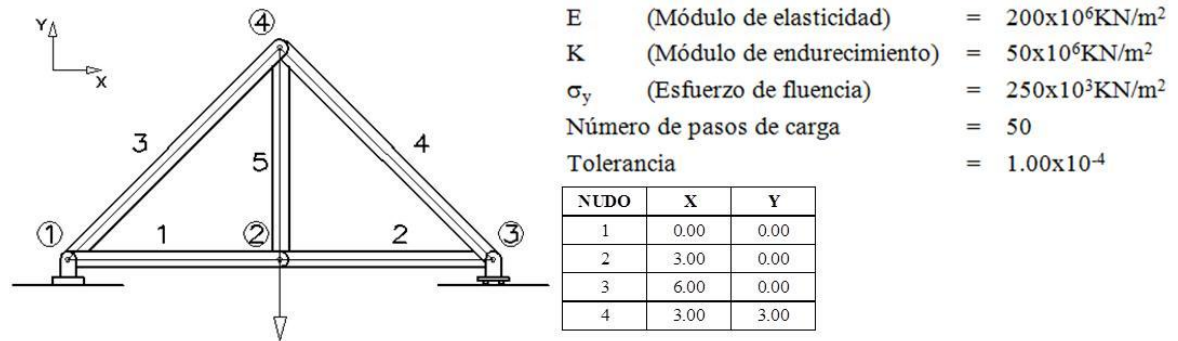 Y
X
④
3
4
5
①
1
②
2
③
E (Módulo de elasticidad) = 200x10⁶KN/m²
K (Módulo de endurecimiento) = 50x10⁶KN/m²
σy (Esfuerzo de fluencia) = 250x10³KN/m²
Número de pasos de carga = 50
Tolerancia = 1.00x10⁻⁴
NUDO X Y
1 0.00 0.00
2 3.00 0.00
3 6.00 0.00
4 3.00 3.00